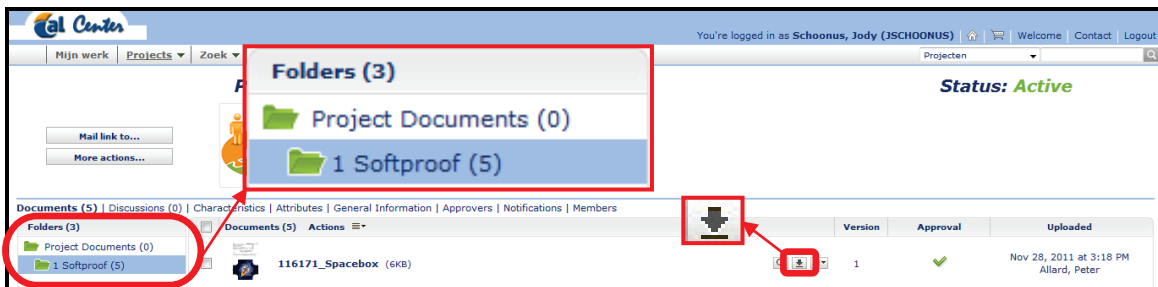 al Center
You're logged in as Schoonus, Jody (JSCHOONUS) | Welcome | Contact | Logout
Mijn werk | Projects | Zoek
Projecten
Folders (3)
Project Documents (0)
1 Softproof (5)
Status: Active
Mail link to...
More actions...
Documents (5) | Discussions (0) | Characteristics | Attributes | General Information | Approvers | Notifications | Members
Folders (3)
Documents (5) Actions
Version
Approval
Uploaded
Project Documents (0)
1 Softproof (5)
116171_Spacebox (6KB)
1
Nov 28, 2011 at 3:18 PM
Allard, Peter